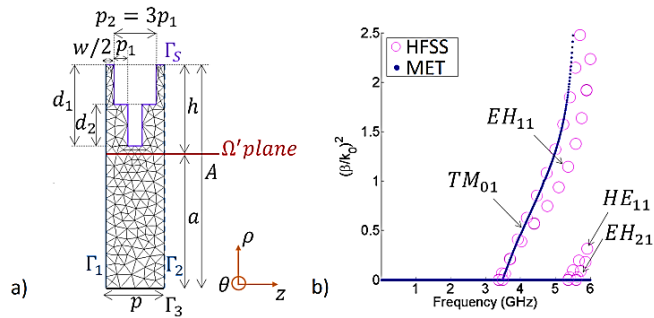 p₂ = 3p₁
w/2
p₁
Γ_S
d₁
d₂
h
Ω′ plane
A
a
ρ
θ
z
Γ₁
Γ₂
p
Γ₃
a)
2.5
2
1.5
1
0.5
0
(β/k₀)²
HFSS
MET
EH₁₁
TM₀₁
HE₁₁
EH₂₁
1 2 3 4 5 6
Frequency (GHz)
b)